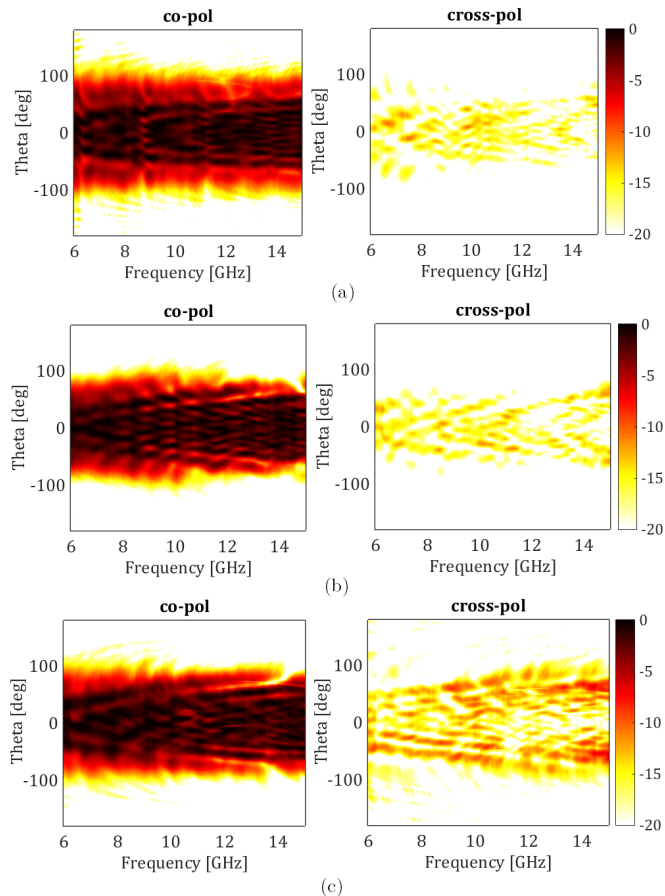 co-pol cross-pol
0
100 100
-5
0 0
-10
-100 -100
-15
-20
6 8 10 12 14 6 8 10 12 14
Theta [deg] Theta [deg]
Frequency [GHz] Frequency [GHz]
(a)
co-pol cross-pol
0
100 100
-5
0 0
-10
-100 -100
-15
-20
6 8 10 12 14 6 8 10 12 14
Theta [deg] Theta [deg]
Frequency [GHz] Frequency [GHz]
(b)
co-pol cross-pol
0
100 100
-5
0 0
-10
-100 -100
-15
-20
6 8 10 12 14 6 8 10 12 14
Theta [deg] Theta [deg]
Frequency [GHz] Frequency [GHz]
(c)